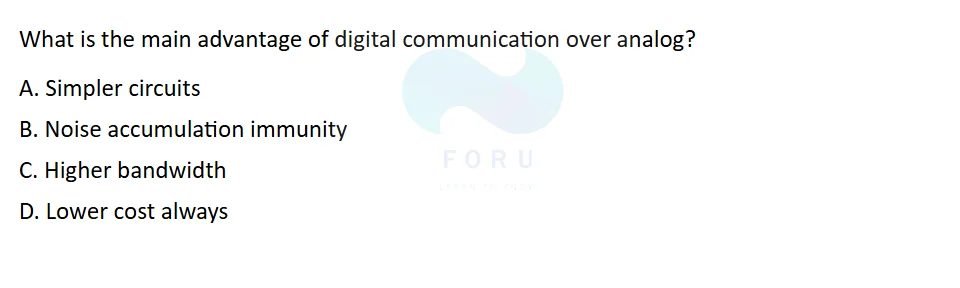 What is the main advantage of digital communication over analog?
A. Simpler circuits
B. Noise accumulation immunity
FORU
C. Higher bandwidth
D. Lower cost always